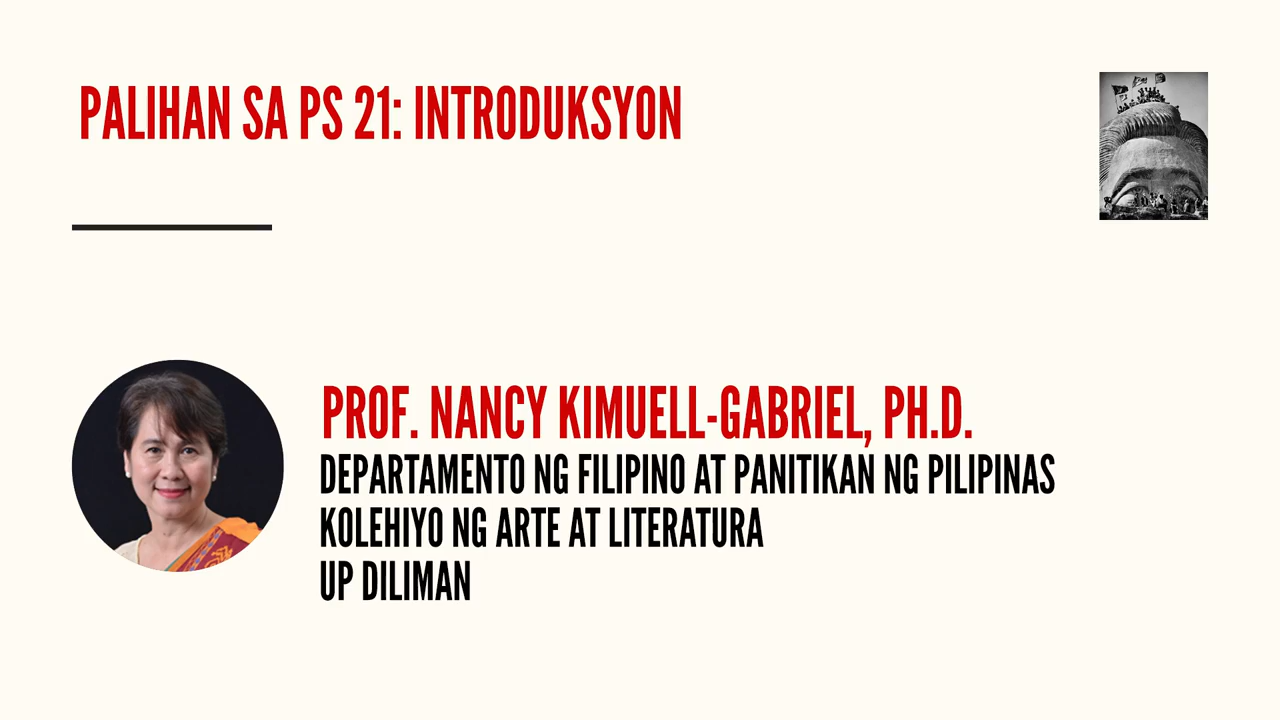 PALIHAN SA PS 21: INTRODUKSYON
PROF. NANCY KIMUELL-GABRIEL, PH.D.
DEPARTAMENTO NG FILIPINO AT PANITIKAN NG PILIPINAS
KOLEHIYO NG ARTE AT LITERATURA
UP DILIMAN